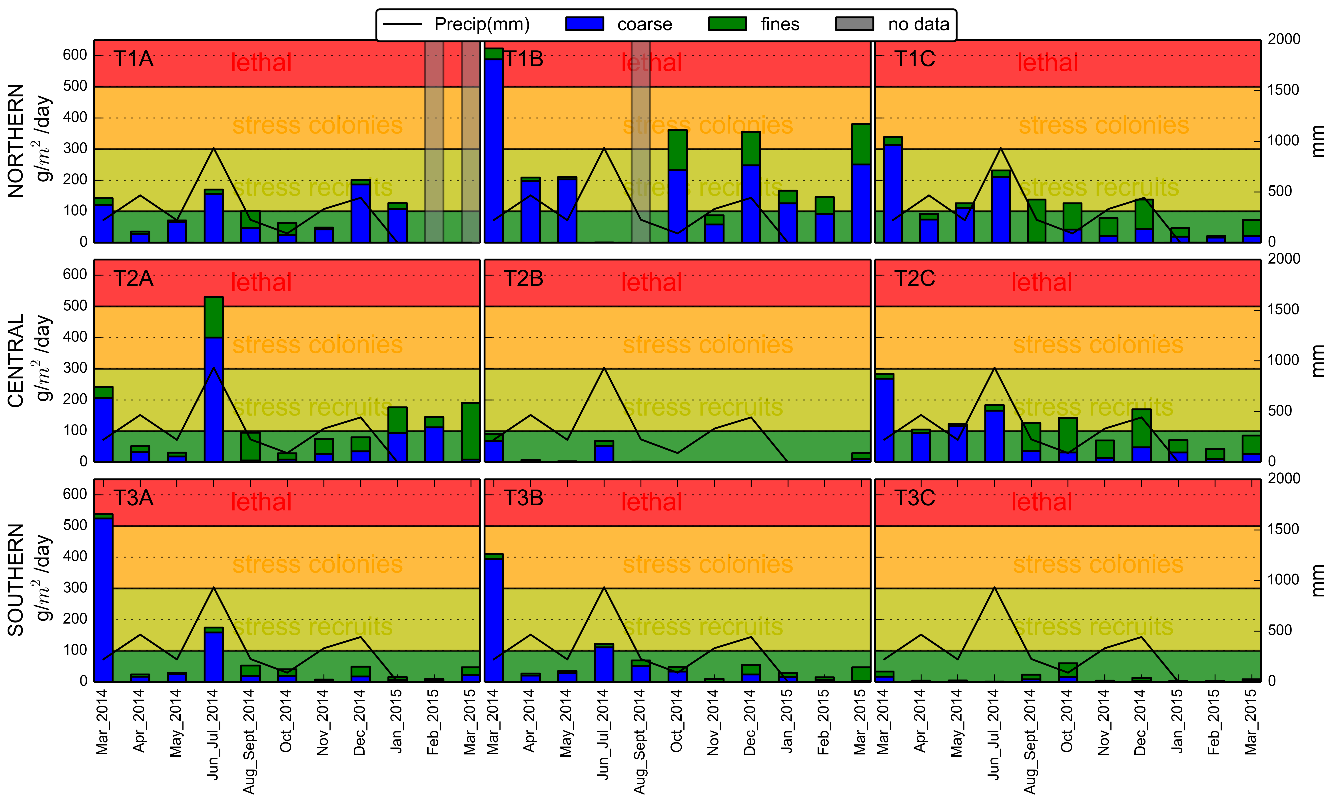 Precip(mm) coarse fines no data
NORTHERN
g/m² /day
600
500
400
300
200
100
0
T1A
lethal
stress colonies
stress recruits
T1B
lethal
T1C
lethal
stress colonies
stress recruits
2000
1500
1000
500
0
mm
CENTRAL
g/m² /day
600
500
400
300
200
100
0
T2A
lethal
stress colonies
stress recruits
T2B
lethal
stress colonies
stress recruits
T2C
lethal
stress colonies
stress recruits
2000
1500
1000
500
0
mm
SOUTHERN
g/m² /day
600
500
400
300
200
100
0
T3A
lethal
stress colonies
stress recruits
T3B
lethal
stress colonies
stress recruits
T3C
lethal
stress colonies
stress recruits
2000
1500
1000
500
0
mm
Mar_2014
Apr_2014
May_2014
Jun_Jul_2014
Aug_Sept_2014
Oct_2014
Nov_2014
Dec_2014
Jan_2015
Feb_2015
Mar_2015
Mar_2014
Apr_2014
May_2014
Jun_Jul_2014
Aug_Sept_2014
Oct_2014
Nov_2014
Dec_2014
Jan_2015
Feb_2015
Mar_2015
Mar_2014
Apr_2014
May_2014
Jun_Jul_2014
Aug_Sept_2014
Oct_2014
Nov_2014
Dec_2014
Jan_2015
Feb_2015
Mar_2015